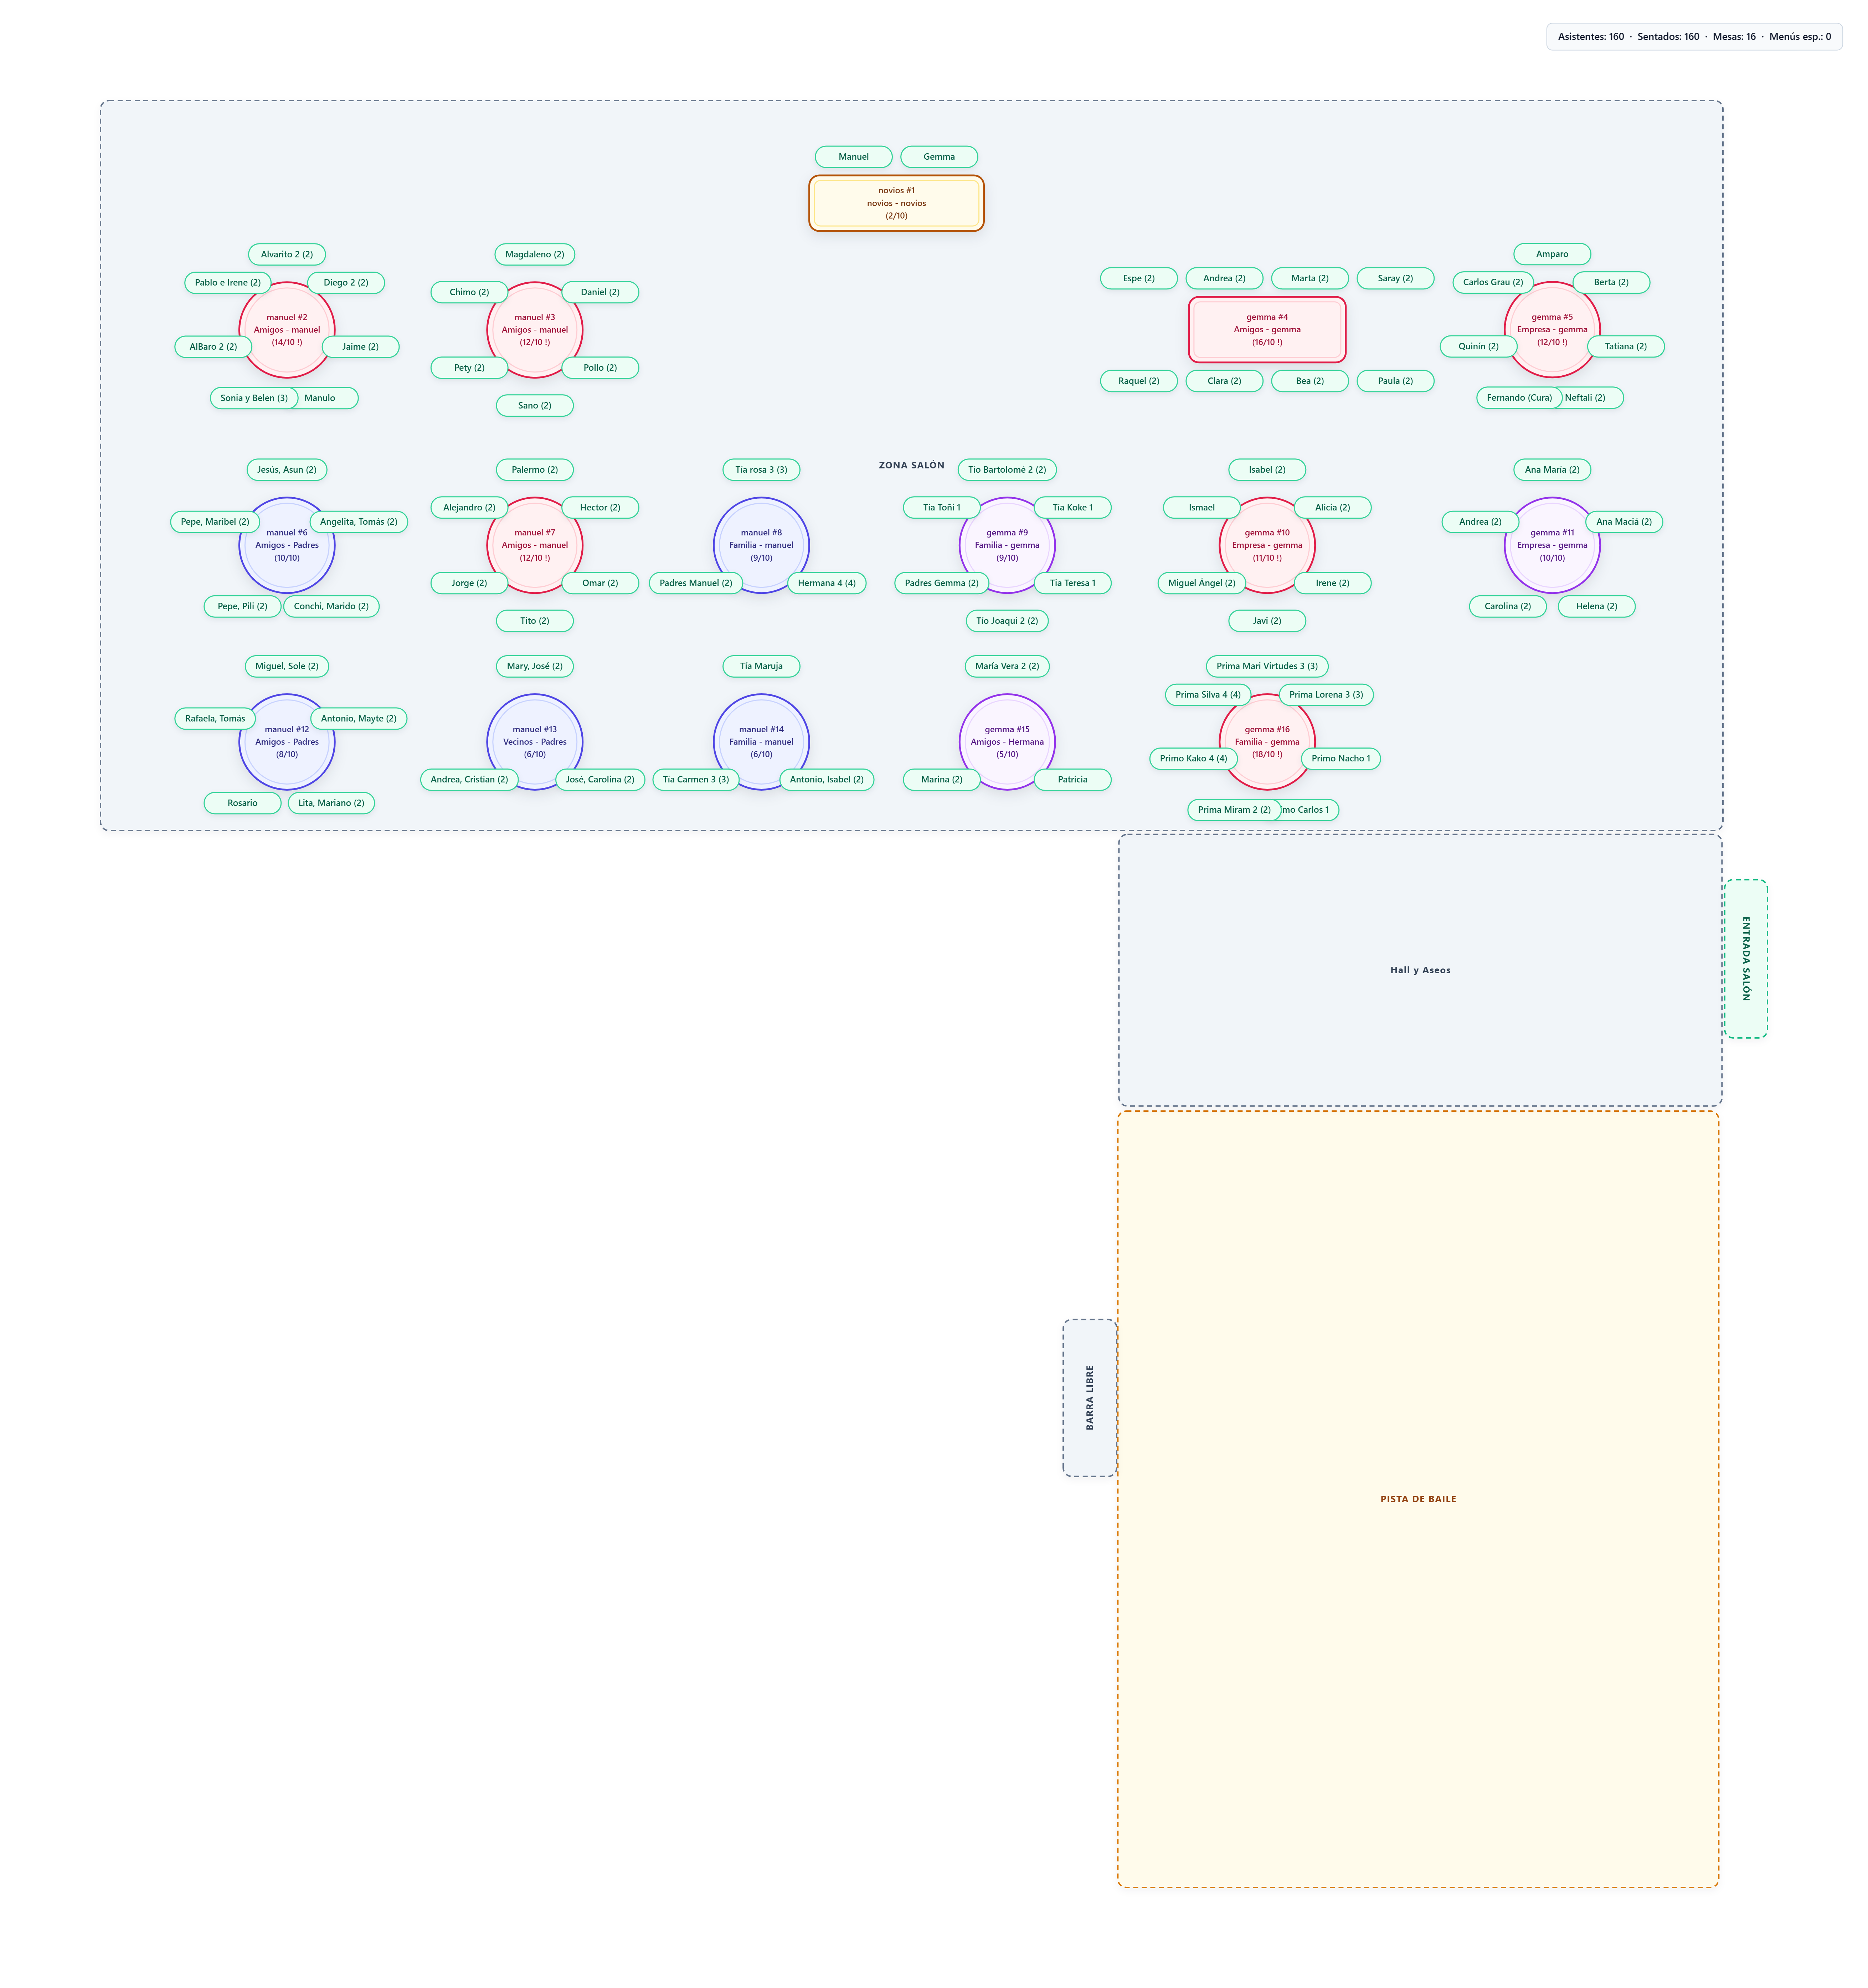 Asistentes: 160 · Sentados: 160 · Mesas: 16 · Menús esp.: 0
Manuel
Gemma
novios #1
novios - novios
(2/10)
Alvarito 2 (2)
Pablo e Irene (2)
Diego 2 (2)
manuel #2
Amigos - manuel
(14/10 !)
AlBaro 2 (2)
Jaime (2)
Sonia y Belen (3)
Manulo
Magdaleno (2)
Chimo (2)
Daniel (2)
manuel #3
Amigos - manuel
(12/10 !)
Pety (2)
Pollo (2)
Sano (2)
Espe (2)
Andrea (2)
Marta (2)
Saray (2)
gemma #4
Amigos - gemma
(16/10 !)
Raquel (2)
Clara (2)
Bea (2)
Paula (2)
Amparo
Carlos Grau (2)
Berta (2)
gemma #5
Empresa - gemma
(12/10 !)
Quinín (2)
Tatiana (2)
Fernando (Cura)
Neftali (2)
ZONA SALÓN
Jesús, Asun (2)
Pepe, Maribel (2)
Angelita, Tomás (2)
manuel #6
Amigos - Padres
(10/10)
Pepe, Pili (2)
Conchi, Marido (2)
Palermo (2)
Alejandro (2)
Hector (2)
manuel #7
Amigos - manuel
(12/10 !)
Jorge (2)
Omar (2)
Tito (2)
Tía rosa 3 (3)
manuel #8
Familia - manuel
(9/10)
Padres Manuel (2)
Hermana 4 (4)
Tío Bartolomé 2 (2)
Tía Toñi 1
Tía Koke 1
gemma #9
Familia - gemma
(9/10)
Padres Gemma (2)
Tia Teresa 1
Tío Joaqui 2 (2)
Isabel (2)
Ismael
Alicia (2)
gemma #10
Empresa - gemma
(11/10 !)
Miguel Ángel (2)
Irene (2)
Javi (2)
Ana María (2)
Andrea (2)
Ana Maciá (2)
gemma #11
Empresa - gemma
(10/10)
Carolina (2)
Helena (2)
Miguel, Sole (2)
Rafaela, Tomás
Antonio, Mayte (2)
manuel #12
Amigos - Padres
(8/10)
Rosario
Lita, Mariano (2)
Mary, José (2)
manuel #13
Vecinos - Padres
(6/10)
Andrea, Cristian (2)
José, Carolina (2)
Tía Maruja
manuel #14
Familia - manuel
(6/10)
Tía Carmen 3 (3)
Antonio, Isabel (2)
María Vera 2 (2)
gemma #15
Amigos - Hermana
(5/10)
Marina (2)
Patricia
Prima Mari Virtudes 3 (3)
Prima Silva 4 (4)
Prima Lorena 3 (3)
gemma #16
Familia - gemma
(18/10 !)
Primo Kako 4 (4)
Primo Nacho 1
Prima Miram 2 (2)
mo Carlos 1
Hall y Aseos
ENTRADA SALÓN
BARRA LIBRE
PISTA DE BAILE